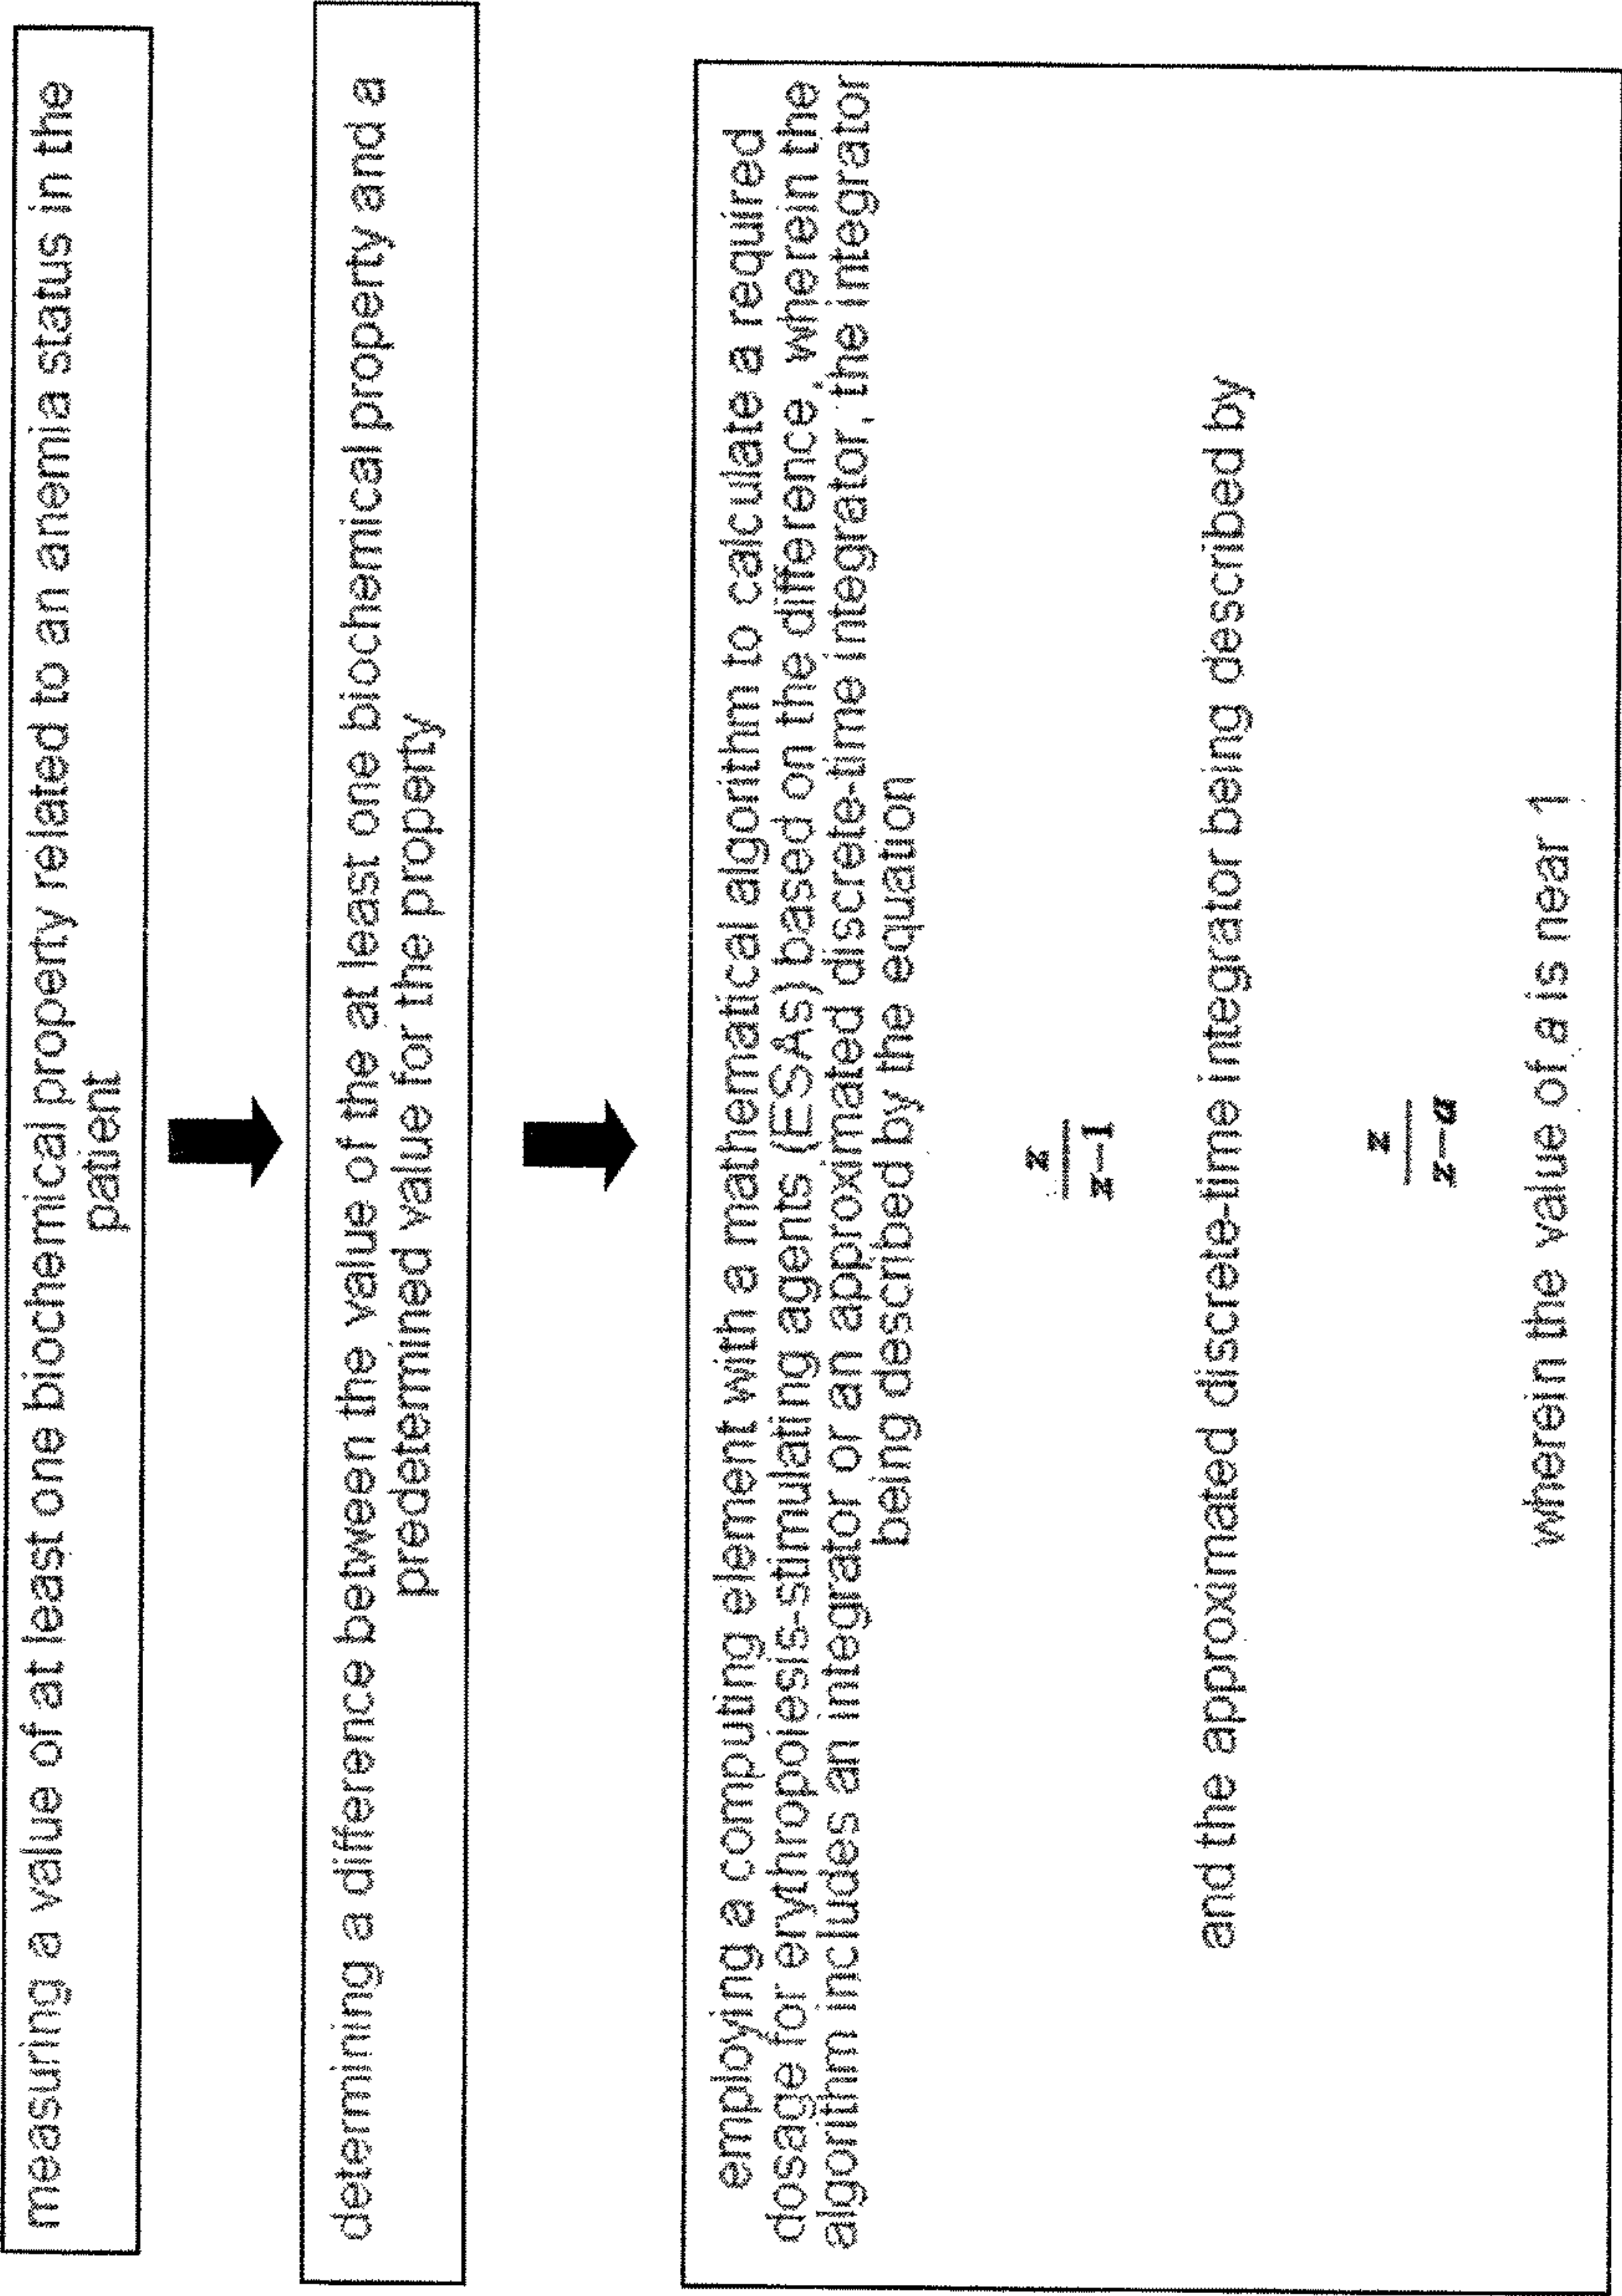 measuring a value of at least one biochemical property related to an anemia status in the
patient
determining a difference between the value of the at least one biochemical property and a
predetermined value for the property
employing a computing element with a mathematical algorithm to calculate a required
dosage for erythropoiesis-stimulating agents (ESAs) based on the difference, wherein the
algorithm includes an integrator or an approximated discrete-time integrator, the integrator
being described by the equation
z
z−1
and the approximated discrete-time integrator being described by
z
z−a
wherein the value of a is near 1